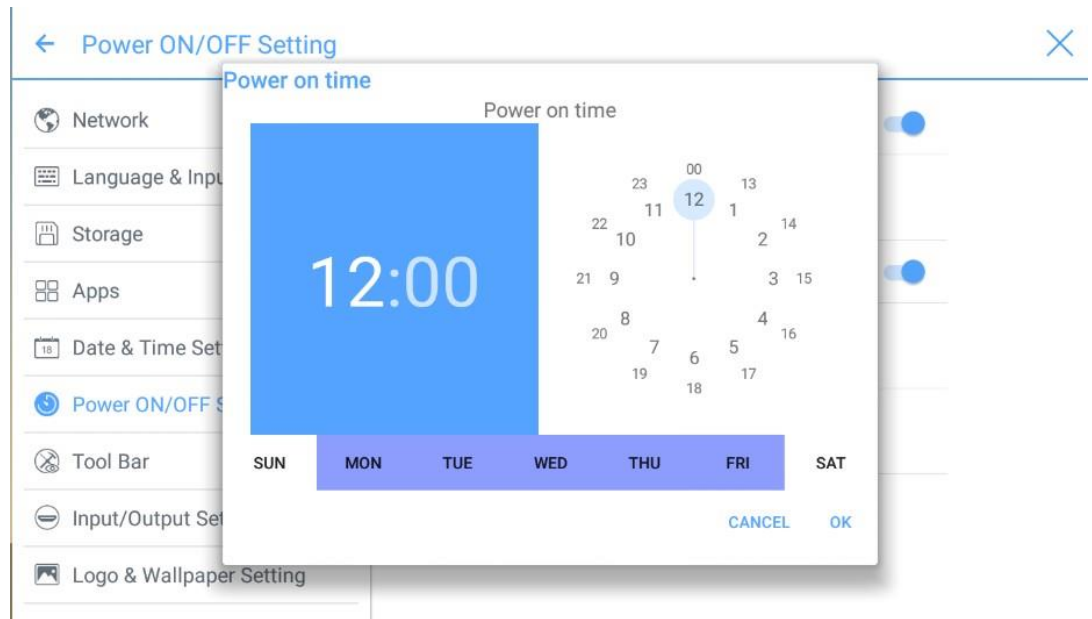 Power ON/OFF Setting
Power on time
Power on time
Network
Language & Inpu
Storage
Apps
Date & Time Set
Power ON/OFF S
Tool Bar
Input/Output Set
Logo & Wallpaper Setting
18
12:00
00
23 13
12
11 1
22 14
10 2
21 9 3 15
8 4
20 16
7 5
6
19 17
18
SUN MON TUE WED THU FRI SAT
CANCEL OK